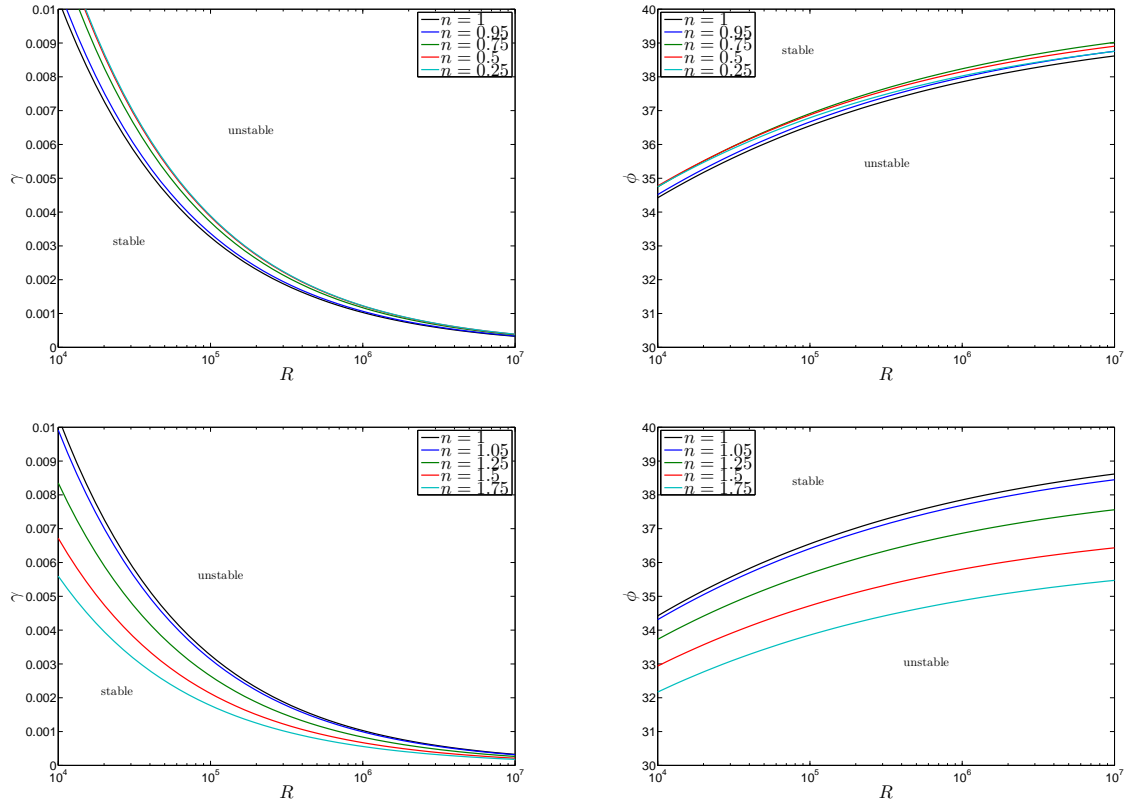 0.01
0.009
0.008
0.007
0.006
0.005
0.004
0.003
0.002
0.001
0
γ
n = 1
n = 0.95
n = 0.75
n = 0.5
n = 0.25
unstable
stable
10^4 10^5 10^6 10^7
R
40
39
38
37
36
35
34
33
32
31
30
ϕ
n = 1
n = 0.95
n = 0.75
n = 0.5
n = 0.25
stable
unstable
10^4 10^5 10^6 10^7
R
0.01
0.009
0.008
0.007
0.006
0.005
0.004
0.003
0.002
0.001
0
γ
n = 1
n = 1.05
n = 1.25
n = 1.5
n = 1.75
unstable
stable
10^4 10^5 10^6 10^7
R
40
39
38
37
36
35
34
33
32
31
30
ϕ
n = 1
n = 1.05
n = 1.25
n = 1.5
n = 1.75
stable
unstable
10^4 10^5 10^6 10^7
R